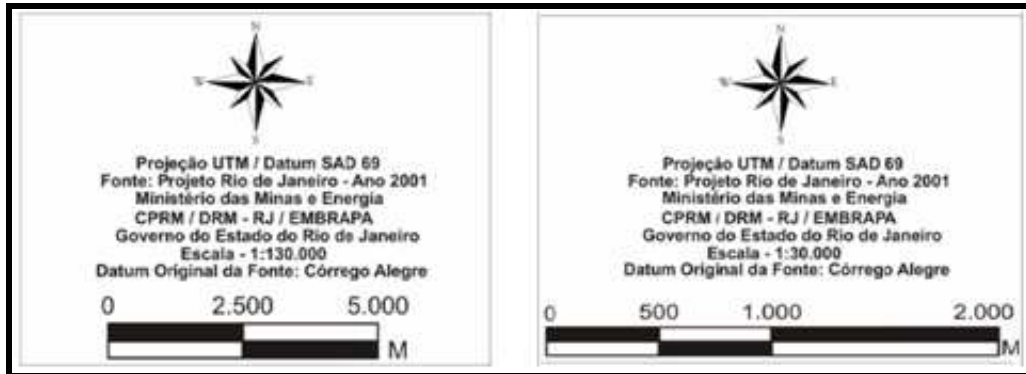 N
W E
S
Projeção UTM / Datum SAD 69
Fonte: Projeto Rio de Janeiro - Ano 2001
Ministério das Minas e Energia
CPRM / DRM - RJ / EMBRAPA
Governo do Estado do Rio de Janeiro
Escala - 1:130.000
Datum Original da Fonte: Córrego Alegre
0 2.500 5.000
M
N
W E
S
Projeção UTM / Datum SAD 69
Fonte: Projeto Rio de Janeiro - Ano 2001
Ministério das Minas e Energia
CPRM / DRM - RJ / EMBRAPA
Governo do Estado do Rio de Janeiro
Escala - 1:30.000
Datum Original da Fonte: Córrego Alegre
0 500 1.000 2.000
M